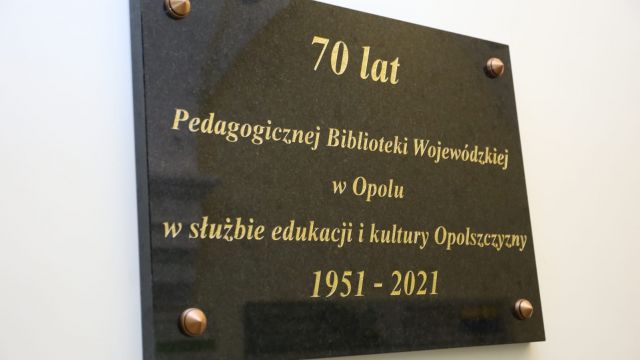 70 lat
Pedagogicznej Biblioteki Wojewódzkiej
w Opolu
w służbie edukacji i kultury Opolszczyzny
1951 - 2021